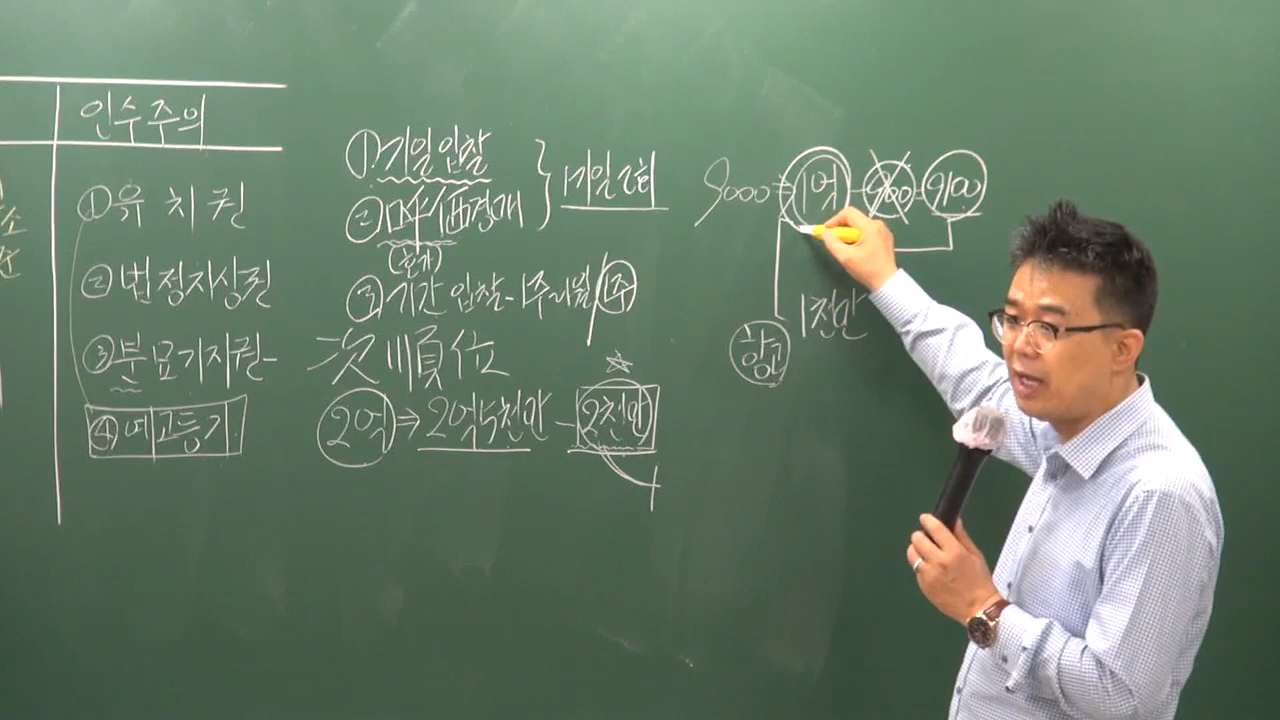 인수주의
① 유치권
② 법정지상권
③ 분묘기지권-
④ 예고등기
① 기일입찰
② 呼価경매
(호가)
1기일 2회
③ 기간입찰-1주
次順位
2억 ⇒ 2억5천만 - 2천만
9000 1억 900 9100
1천만
항고